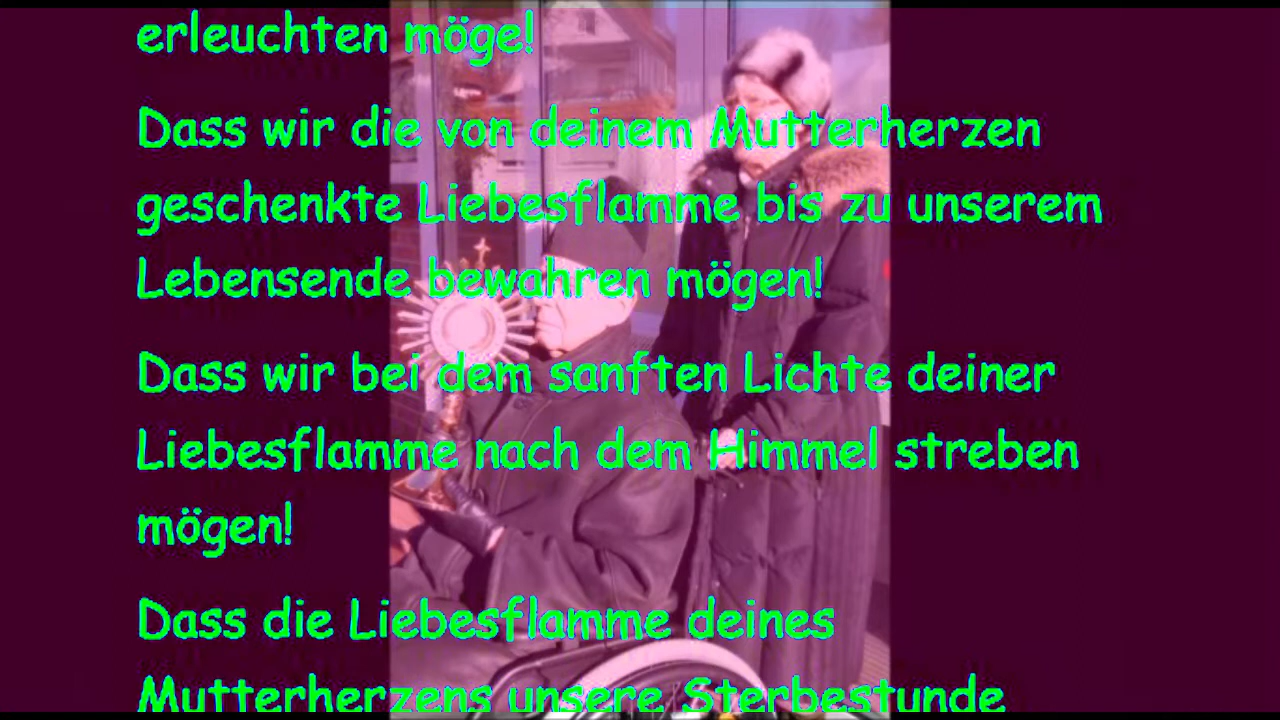 erleuchten möge!
Dass wir die von deinem Mutterherzen
geschenkte Liebesflamme bis zu unserem
Lebensende bewahren mögen!
Dass wir bei dem sanften Lichte deiner
Liebesflamme nach dem Himmel streben
mögen!
Dass die Liebesflamme deines
Mutterherzens unsere Sterbestunde